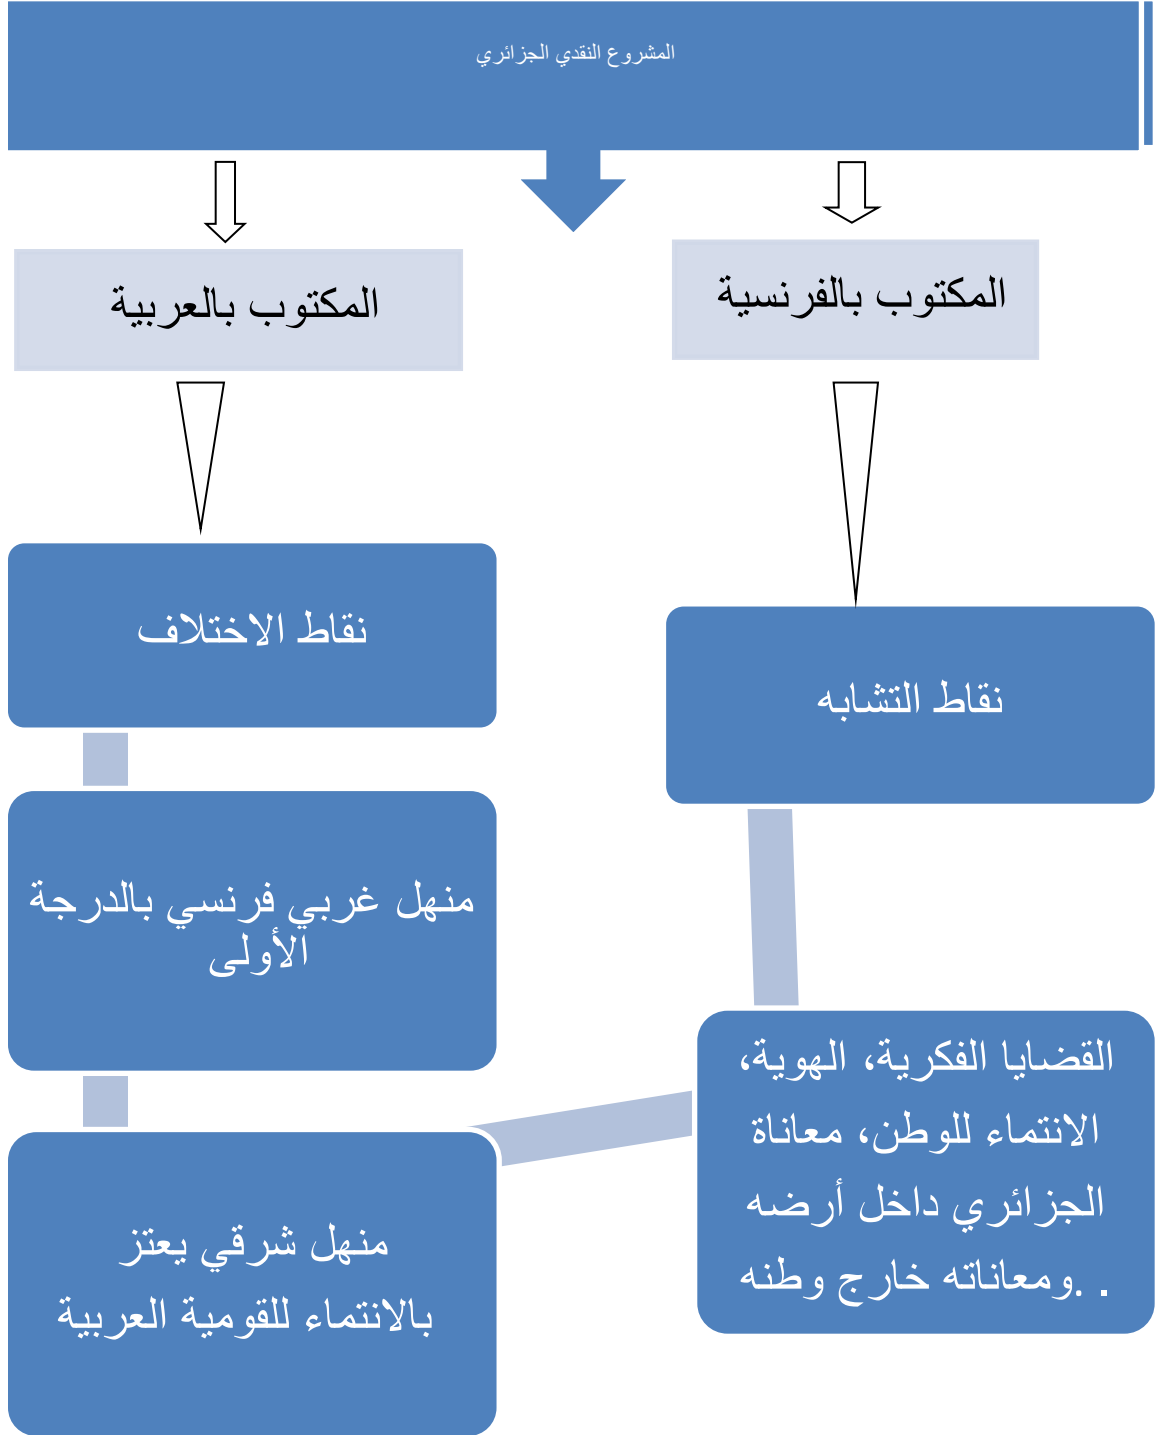 المشروع النقدي الجزائري
المكتوب بالفرنسية
المكتوب بالعربية
نقاط الاختلاف
نقاط التشابه
منهل غربي فرنسي بالدرجة
الأولى
القضايا الفكرية، الهوية،
الانتماء للوطن، معاناة
الجزائري داخل أرضه
ومعاناته خارج وطنه.. .
منهل شرقي يعتز
بالانتماء للقومية العربية